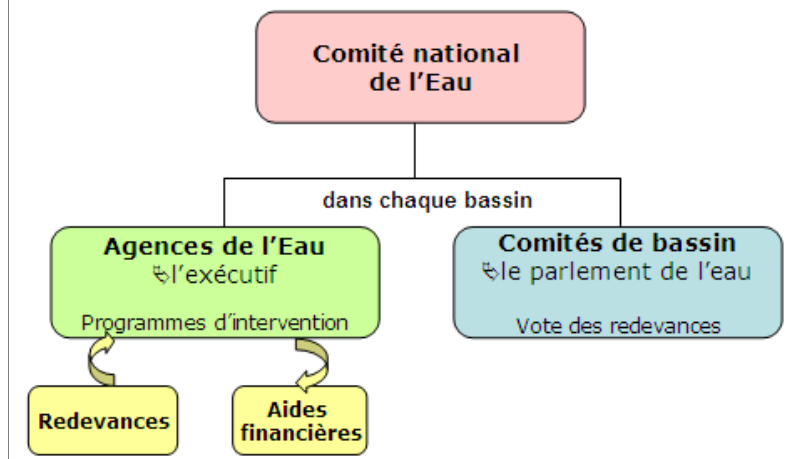 Comité national
de l'Eau
dans chaque bassin
Agences de l'Eau
l'exécutif
Programmes d'intervention
Comités de bassin
le parlement de l'eau
Vote des redevances
Redevances
Aides
financières